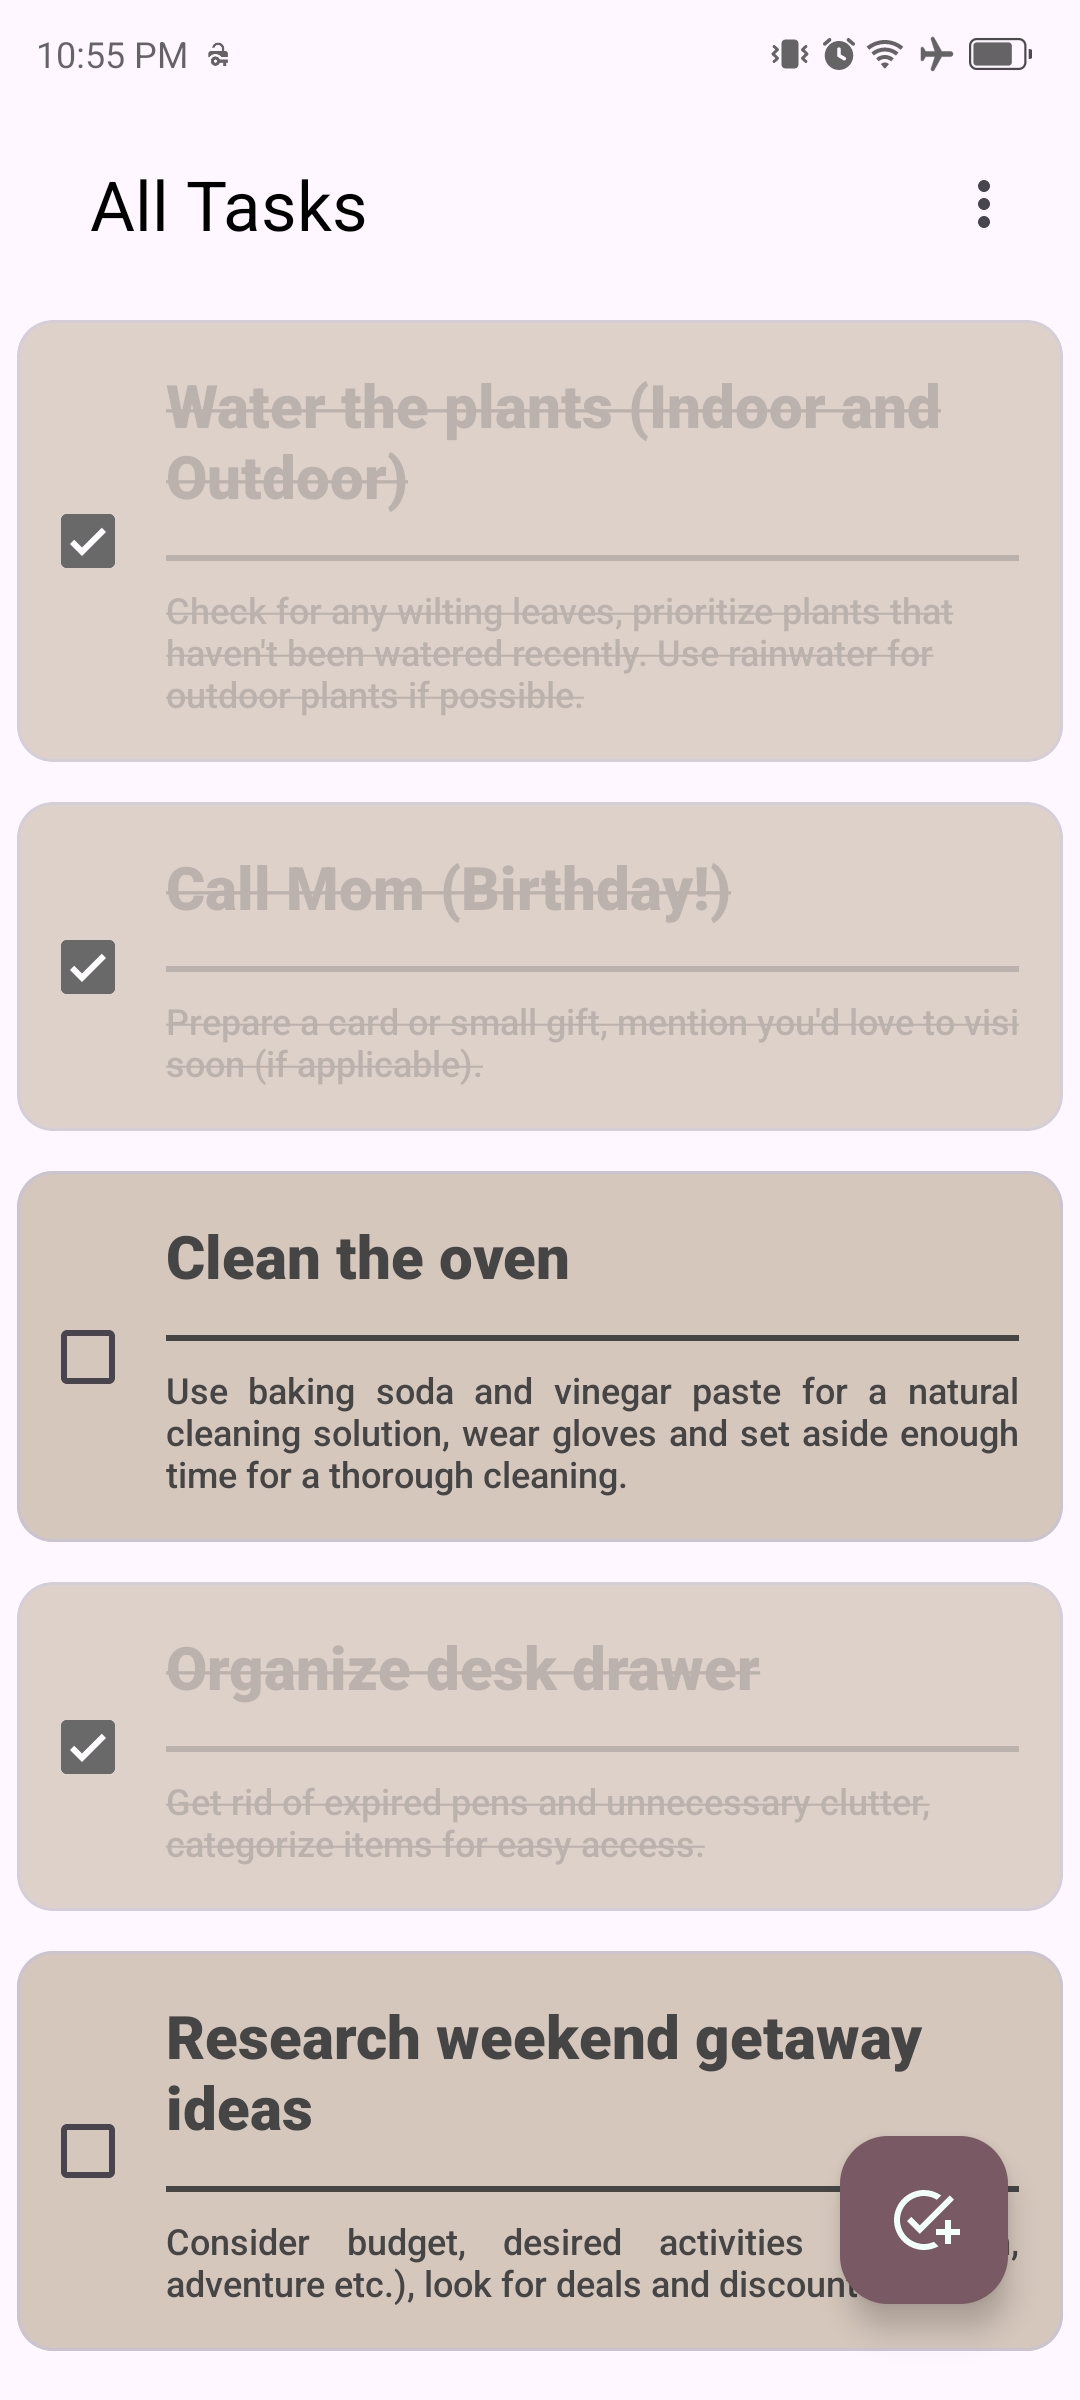 10:55 PM
All Tasks
Water the plants (Indoor and
Outdoor)
Check for any wilting leaves, prioritize plants that
haven't been watered recently. Use rainwater for
outdoor plants if possible.
Call Mom (Birthday!)
Prepare a card or small gift, mention you'd love to visi
soon (if applicable).
Clean the oven
Use baking soda and vinegar paste for a natural
cleaning solution, wear gloves and set aside enough
time for a thorough cleaning.
Organize desk drawer
Get rid of expired pens and unnecessary clutter,
categorize items for easy access.
Research weekend getaway
ideas
Consider budget, desired activities
adventure etc.), look for deals and discount